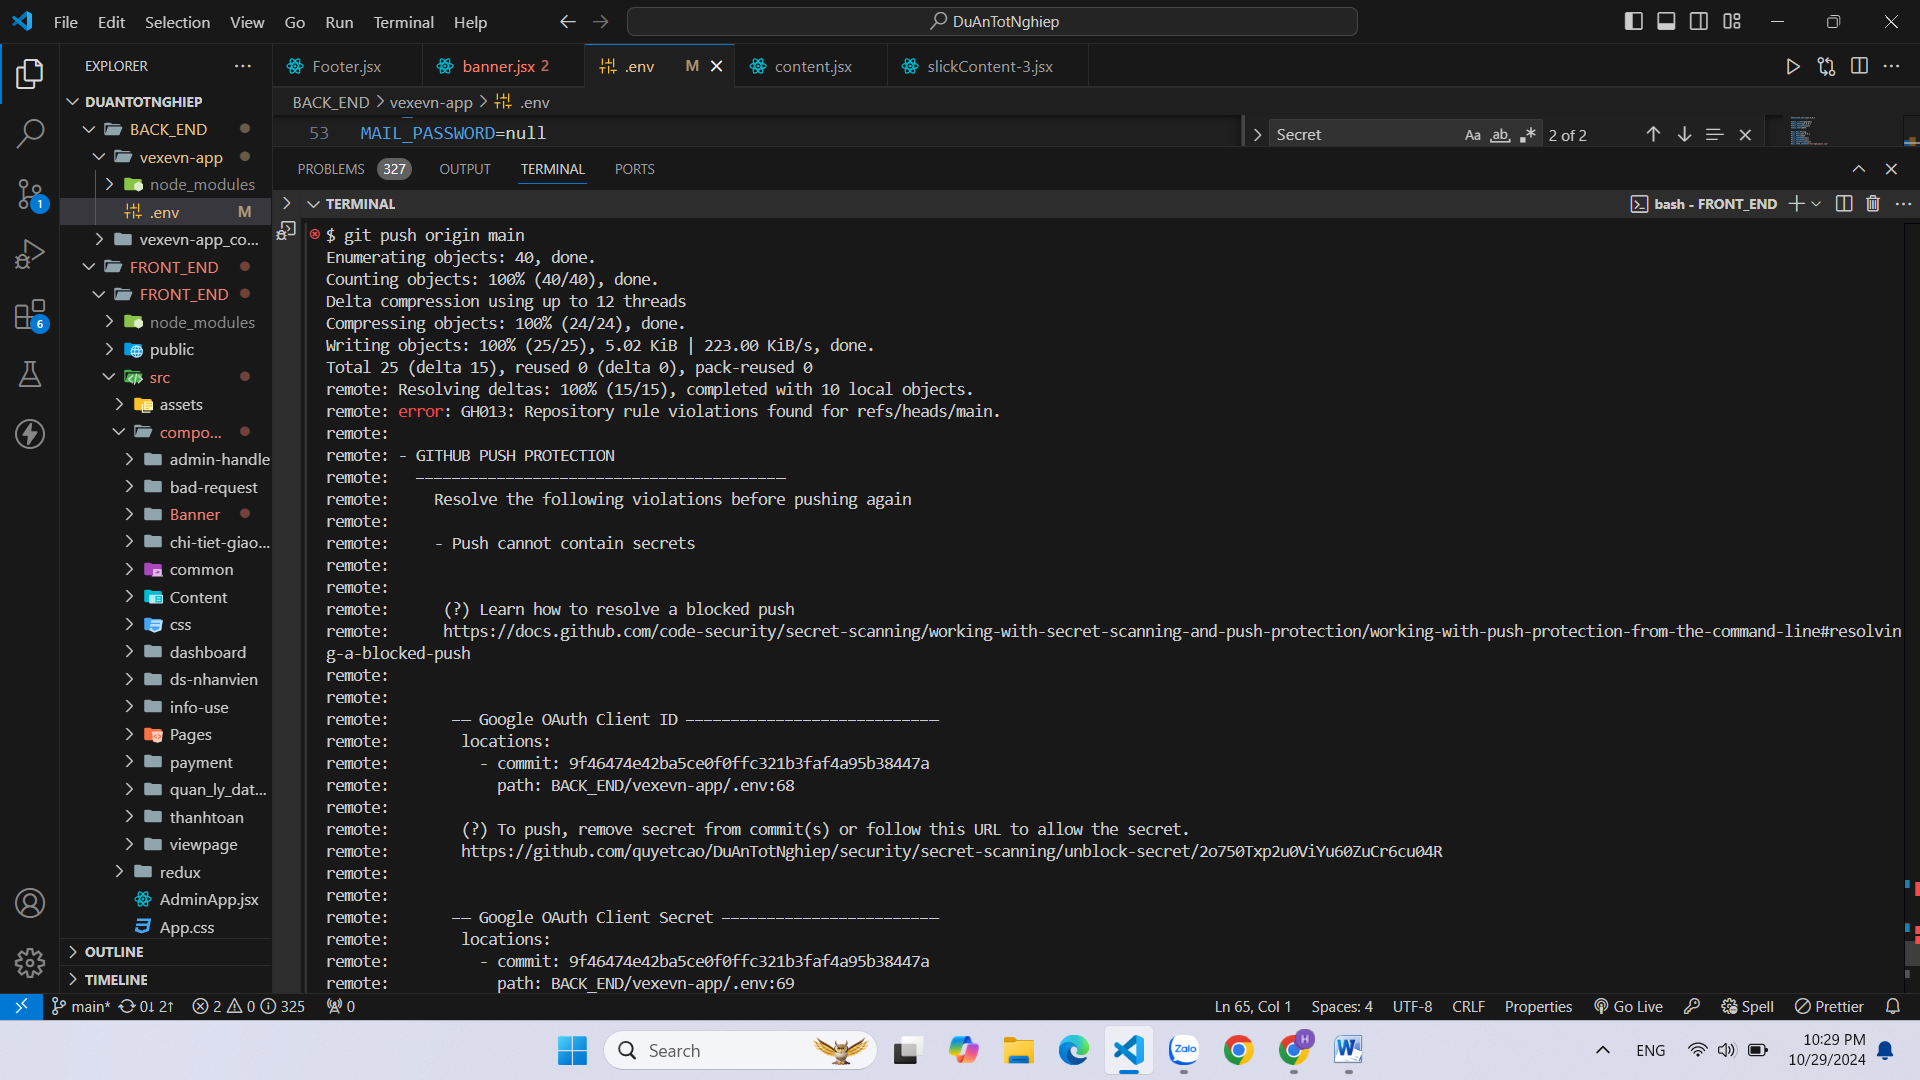 File Edit Selection View Go Run Terminal Help
DuAnTotNghiep
EXPLORER
Footer.jsx
banner.jsx 2
.env M
content.jsx
slickContent-3.jsx
BACK_END > vexevn-app > .env
53 MAIL_PASSWORD=null
Secret
Aa ab 2 of 2
PROBLEMS 327 OUTPUT TERMINAL PORTS
TERMINAL
bash - FRONT_END
DUANTOTNGHIEP
BACK_END
vexevn-app
node_modules
.env M
vexevn-app_co...
FRONT_END
FRONT_END
node_modules
public
src
assets
compo...
admin-handle
bad-request
Banner
chi-tiet-giao...
common
Content
css
dashboard
ds-nhanvien
info-use
Pages
payment
quan_ly_dat...
thanhtoan
viewpage
redux
AdminApp.jsx
App.css
OUTLINE
TIMELINE
1
6
$ git push origin main
Enumerating objects: 40, done.
Counting objects: 100% (40/40), done.
Delta compression using up to 12 threads
Compressing objects: 100% (24/24), done.
Writing objects: 100% (25/25), 5.02 KiB | 223.00 KiB/s, done.
Total 25 (delta 15), reused 0 (delta 0), pack-reused 0
remote: Resolving deltas: 100% (15/15), completed with 10 local objects.
remote: error: GH013: Repository rule violations found for refs/heads/main.
remote:
remote: - GITHUB PUSH PROTECTION
remote: —————————————————————————————————————————
remote: Resolve the following violations before pushing again
remote:
remote: - Push cannot contain secrets
remote:
remote:
remote: (?) Learn how to resolve a blocked push
remote: https://docs.github.com/code-security/secret-scanning/working-with-secret-scanning-and-push-protection/working-with-push-protection-from-the-command-line#resolvin
g-a-blocked-push
remote:
remote:
remote: —— Google OAuth Client ID ————————————————————————————
remote: locations:
remote: - commit: 9f46474e42ba5ce0f0ffc321b3faf4a95b38447a
remote: path: BACK_END/vexevn-app/.env:68
remote:
remote: (?) To push, remove secret from commit(s) or follow this URL to allow the secret.
remote: https://github.com/quyetcao/DuAnTotNghiep/security/secret-scanning/unblock-secret/2o750Txp2u0ViYu60ZuCr6cu04R
remote:
remote:
remote: —— Google OAuth Client Secret ————————————————————————
remote: locations:
remote: - commit: 9f46474e42ba5ce0f0ffc321b3faf4a95b38447a
remote: path: BACK_END/vexevn-app/.env:69
main* 0↓ 2↑ 2 0 325 0
Ln 65, Col 1 Spaces: 4 UTF-8 CRLF Properties Go Live Spell Prettier
Search
Zalo
H
W
ENG
10:29 PM
10/29/2024